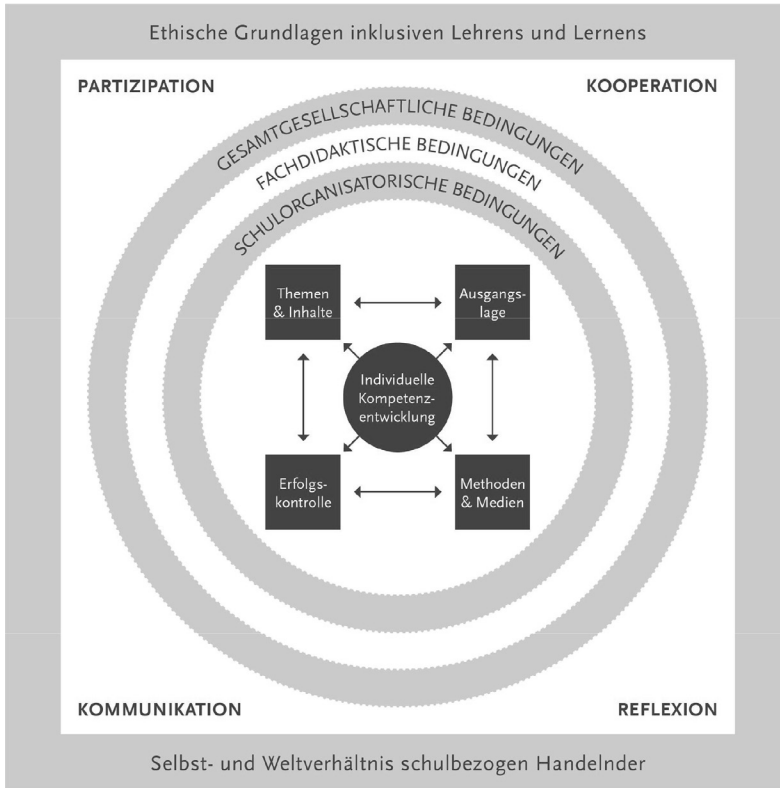 Ethische Grundlagen inklusiven Lehrens und Lernens
PARTIZIPATION
KOOPERATION
GESAMTGESELLSCHAFTLICHE BEDINGUNGEN
FACHDIDAKTISCHE BEDINGUNGEN
SCHULORGANISATORISCHE BEDINGUNGEN
Themen
& Inhalte
Ausgangs-
lage
Individuelle
Kompetenz-
entwicklung
Erfolgs-
kontrolle
Methoden
& Medien
KOMMUNIKATION
REFLEXION
Selbst- und Weltverhältnis schulbezogen Handelnder